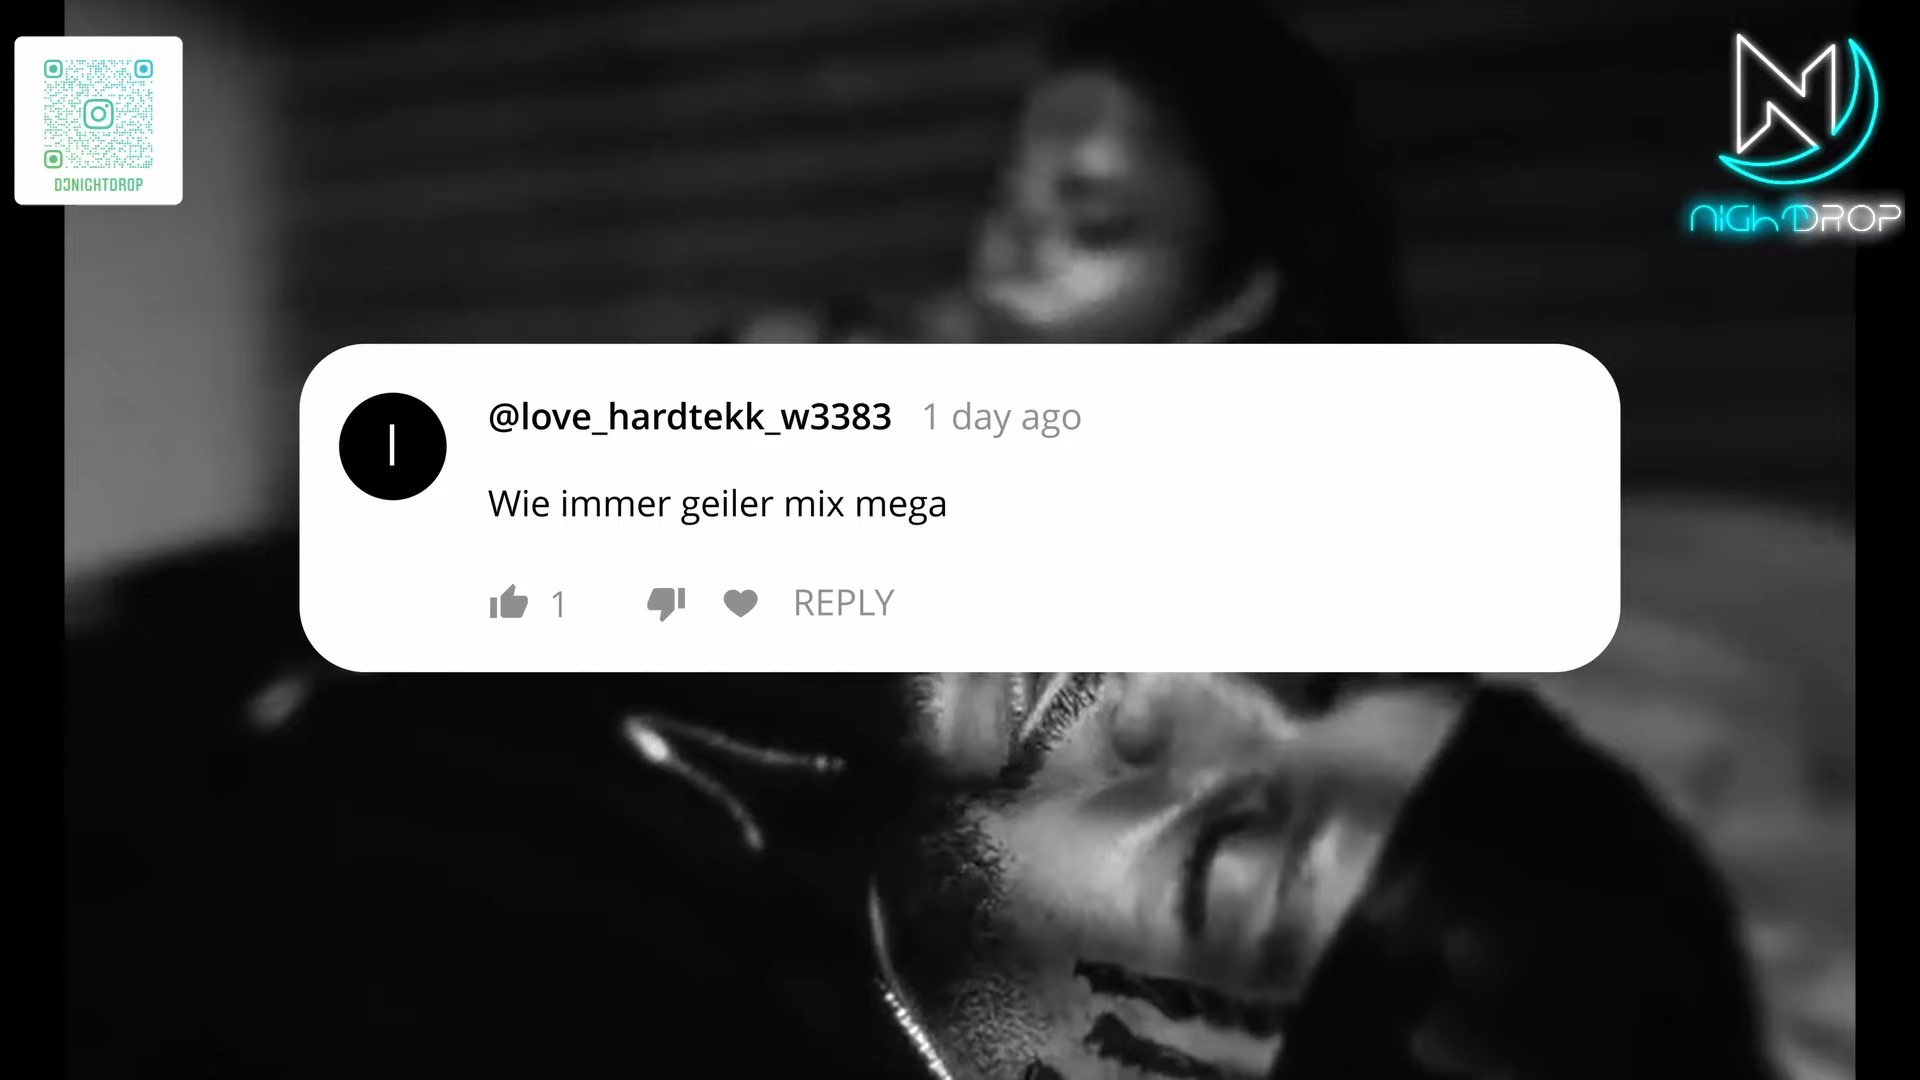 DJNIGHTDROP
NIGHTDROP
@love_hardtekk_w3383 1 day ago
l
Wie immer geiler mix mega
1 REPLY